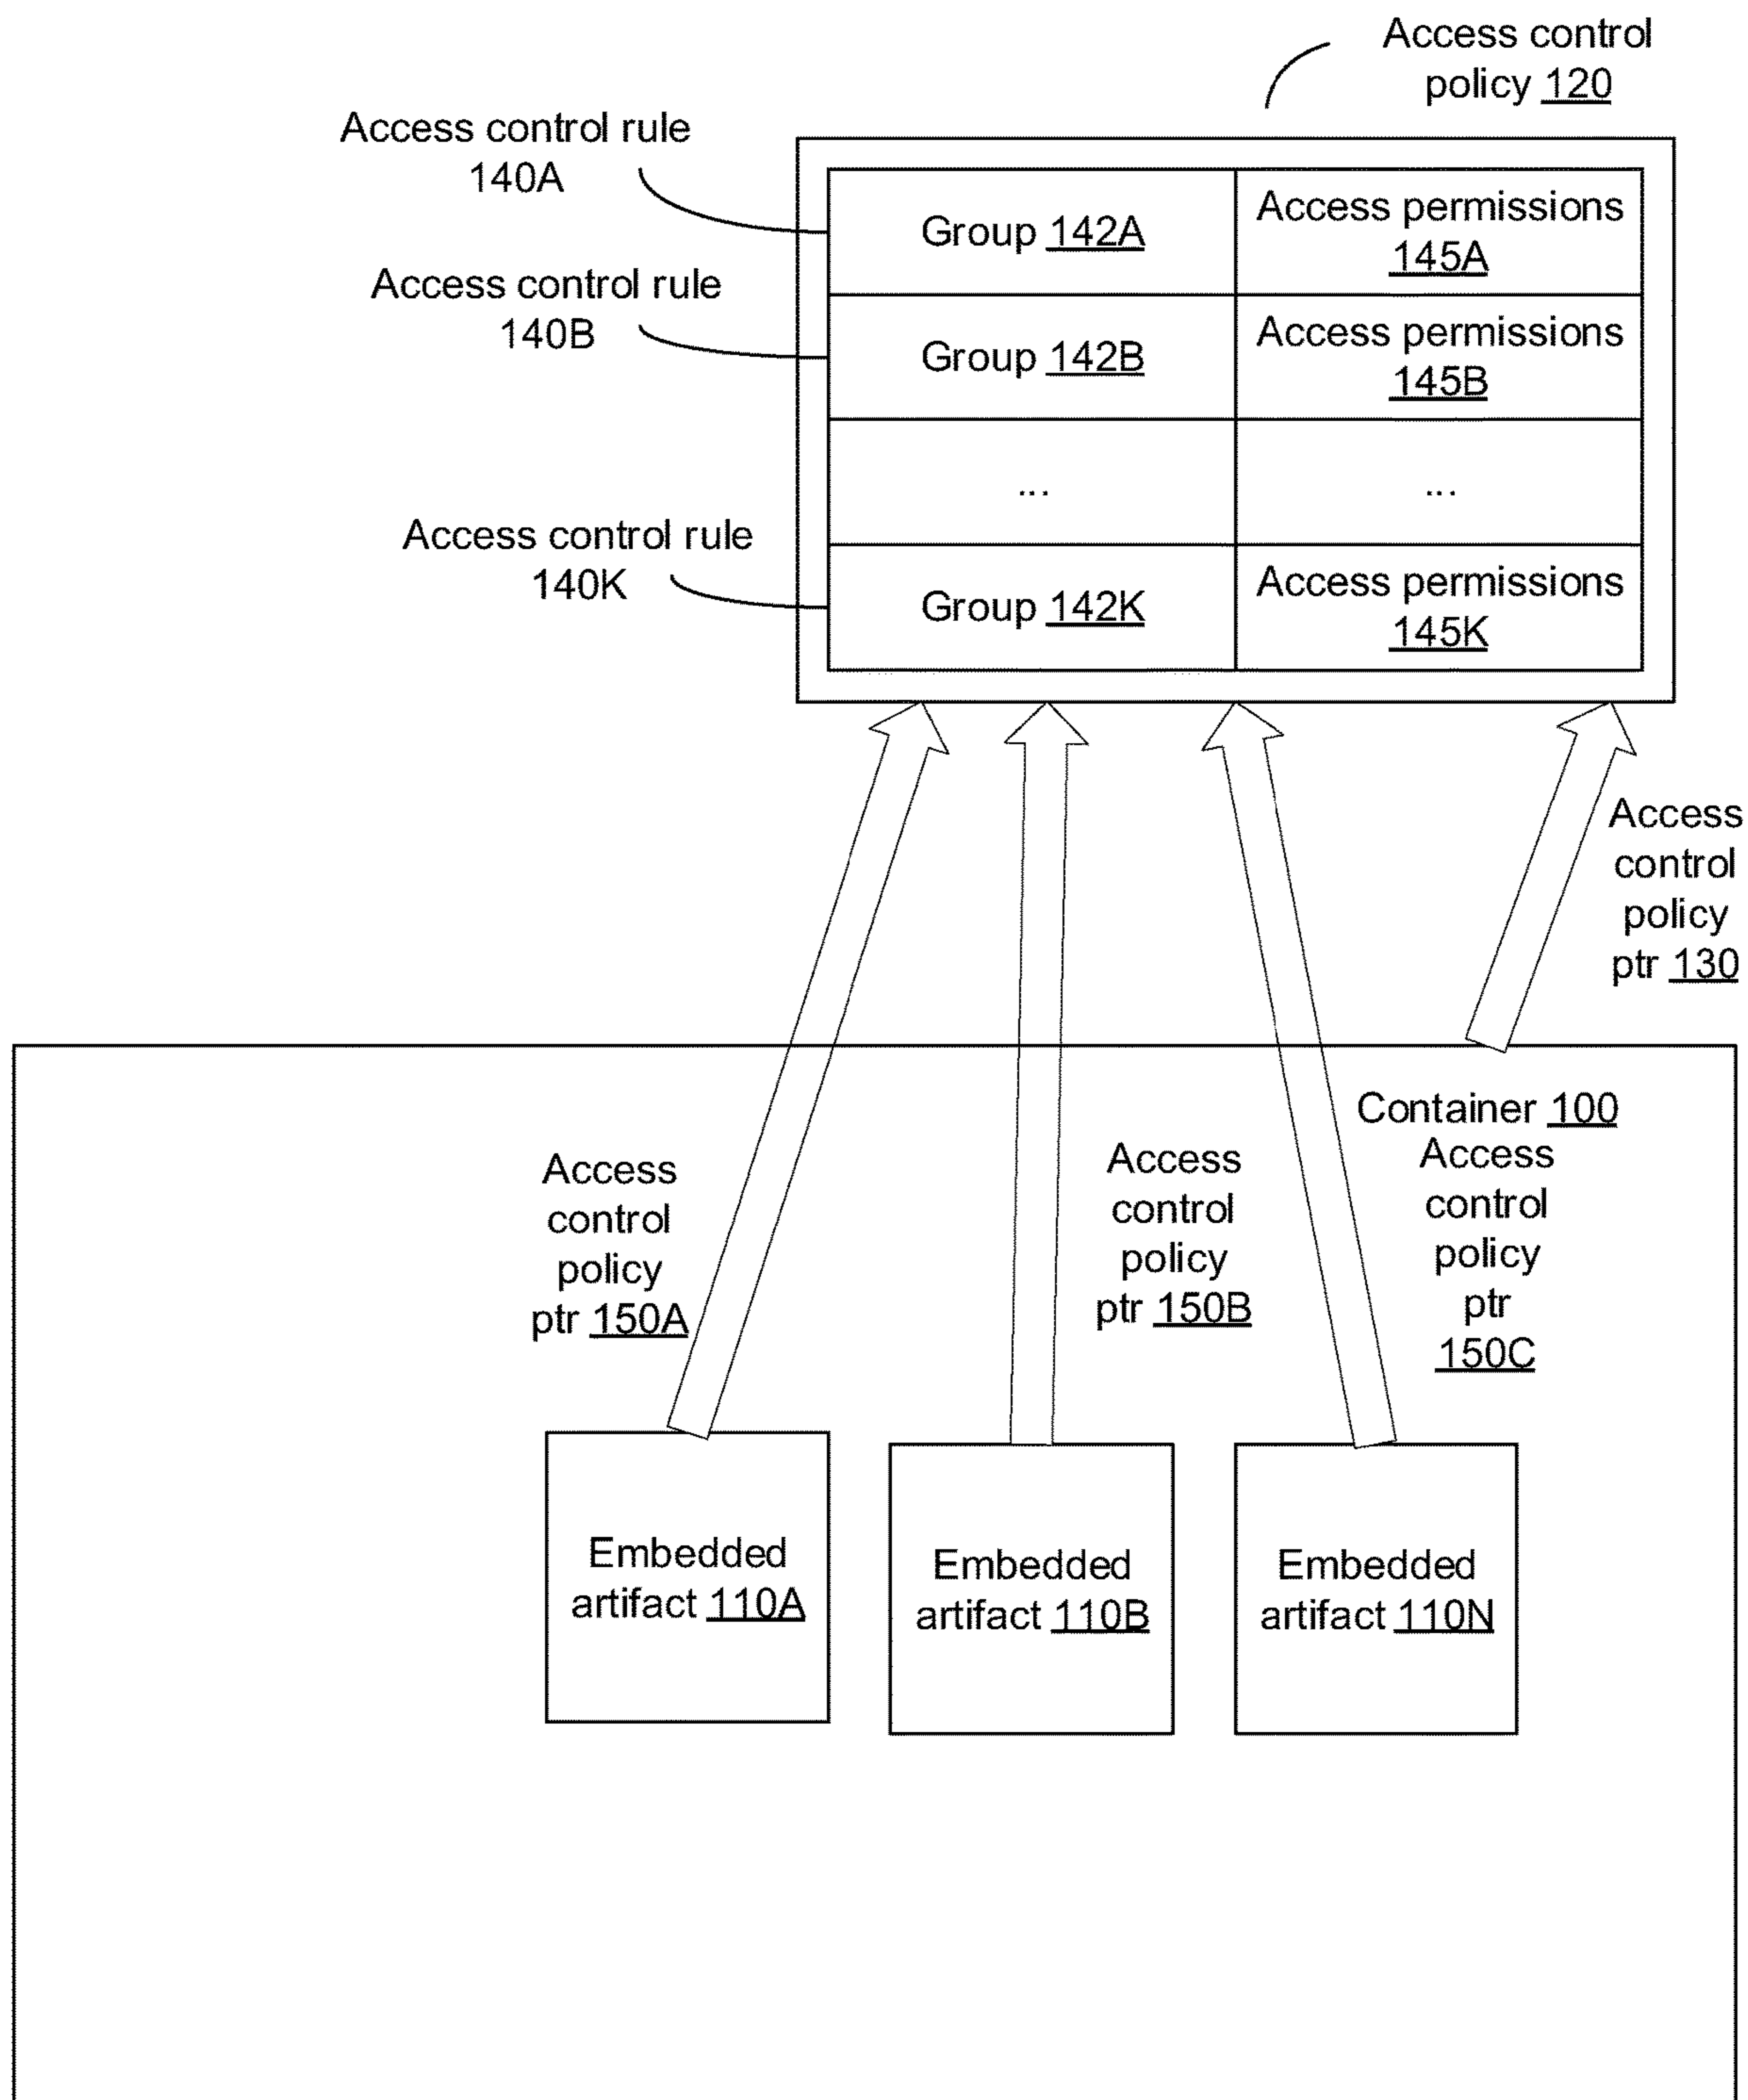 Access control
policy 120
Access control rule
140A
Group 142A
Access permissions
145A
Access control rule
140B
Group 142B
Access permissions
145B
...
...
Access control rule
140K
Group 142K
Access permissions
145K
Access
control
policy
ptr 130
Container 100
Access
control
policy
ptr 150A
Access
control
policy
ptr 150B
Access
control
policy
ptr
150C
Embedded
artifact 110A
Embedded
artifact 110B
Embedded
artifact 110N